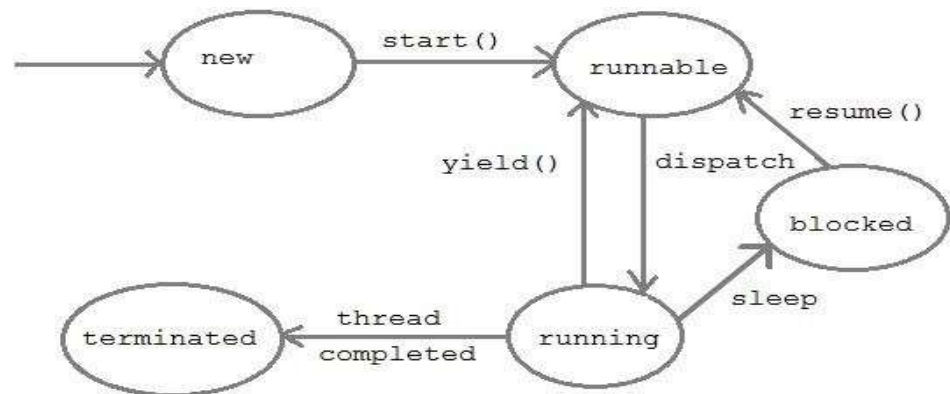 new
start()
runnable
resume()
yield()
dispatch
blocked
sleep
thread
completed
terminated
running